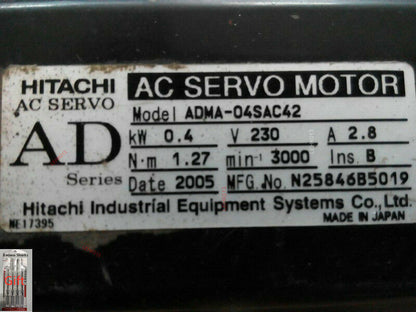 HITACHI AC SERVO MOTOR
AC SERVO
Model ADMA-04SAC42
AD
Series
kW 0.4 V 230 A 2.8
N·m 1.27 min⁻¹ 3000 Ins. B
Date 2005 MFG. No. N25846B5019
Hitachi Industrial Equipment Systems Co., Ltd.
NE17395 MADE IN JAPAN
Gift